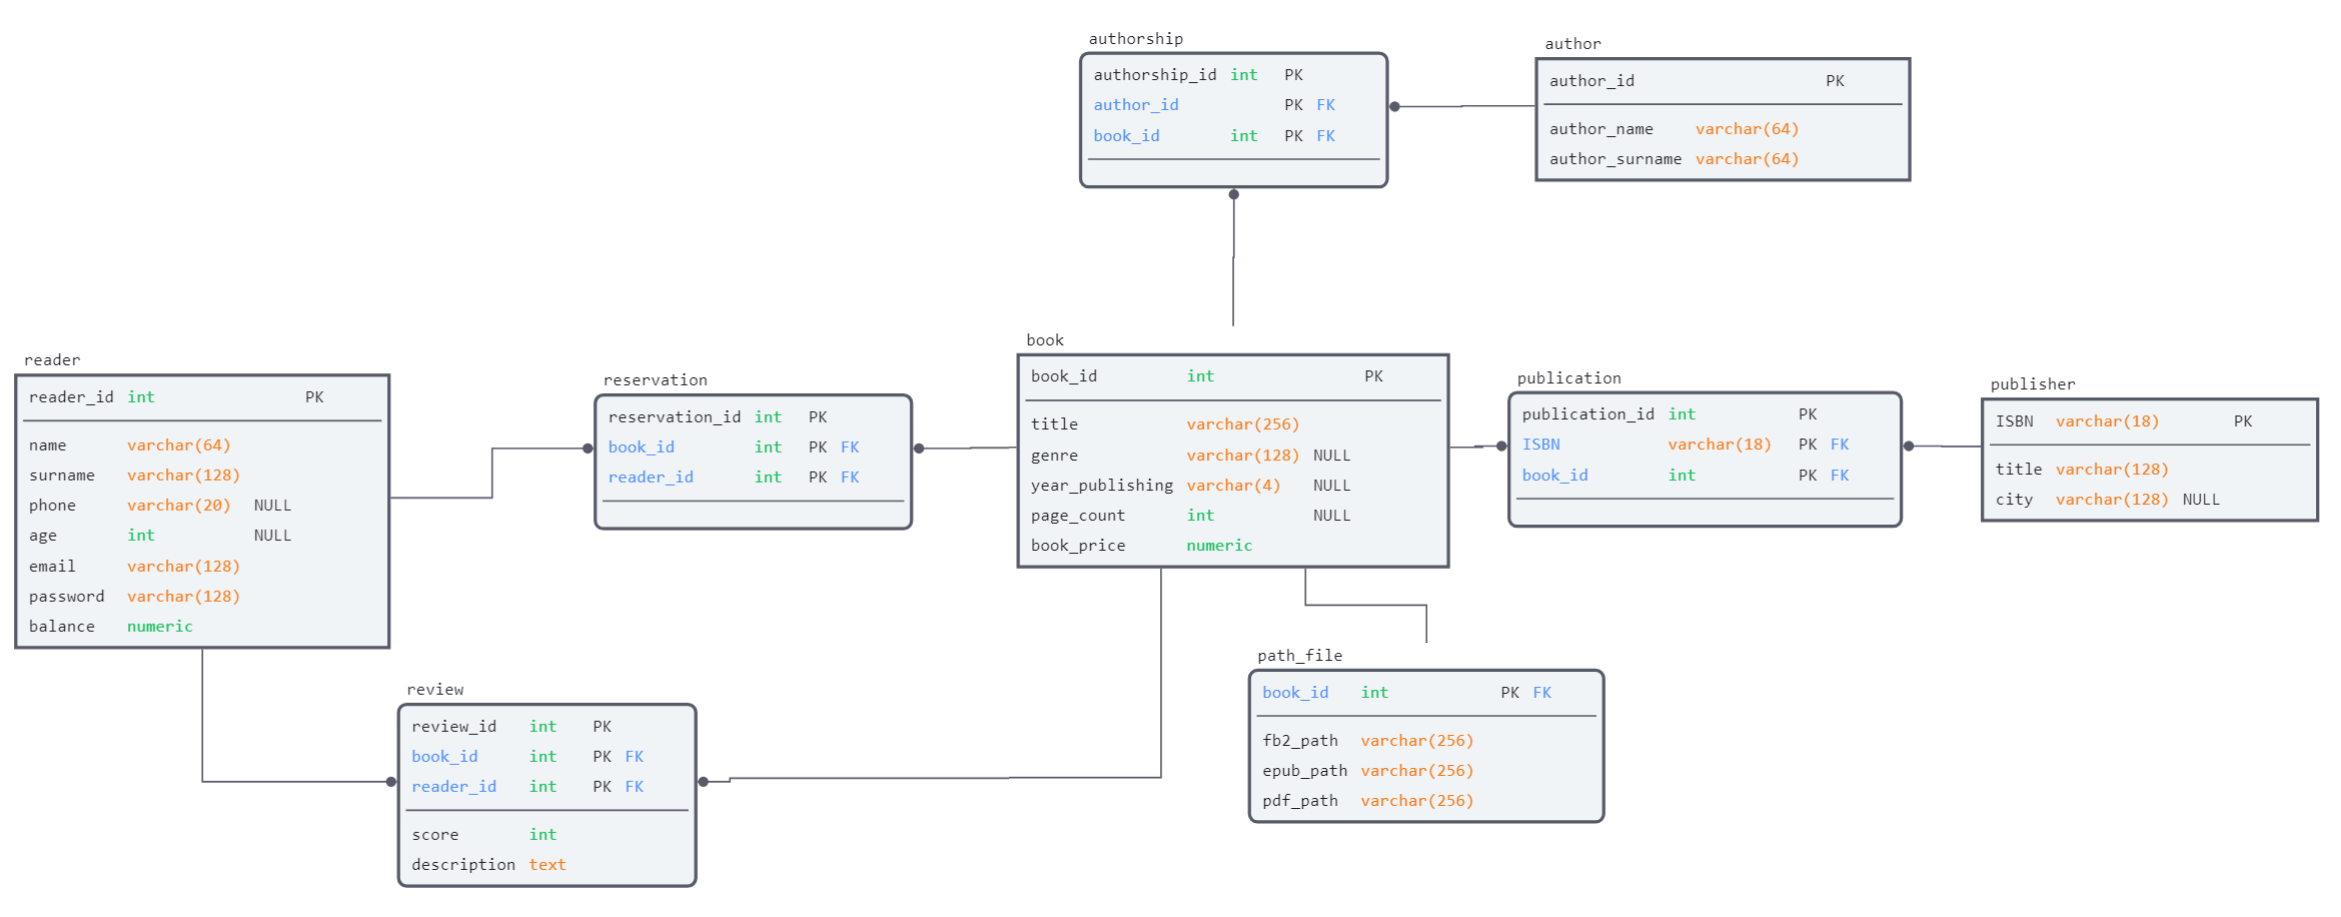 authorship
authorship_id int PK
author_id PK FK
book_id int PK FK
author
author_id PK
author_name varchar(64)
author_surname varchar(64)
reader
reader_id int PK
name varchar(64)
surname varchar(128)
phone varchar(20) NULL
age int NULL
email varchar(128)
password varchar(128)
balance numeric
reservation
reservation_id int PK
book_id int PK FK
reader_id int PK FK
book
book_id int PK
title varchar(256)
genre varchar(128) NULL
year_publishing varchar(4) NULL
page_count int NULL
book_price numeric
publication
publication_id int PK
ISBN varchar(18) PK FK
book_id int PK FK
publisher
ISBN varchar(18) PK
title varchar(128)
city varchar(128) NULL
review
review_id int PK
book_id int PK FK
reader_id int PK FK
score int
description text
path_file
book_id int PK FK
fb2_path varchar(256)
epub_path varchar(256)
pdf_path varchar(256)